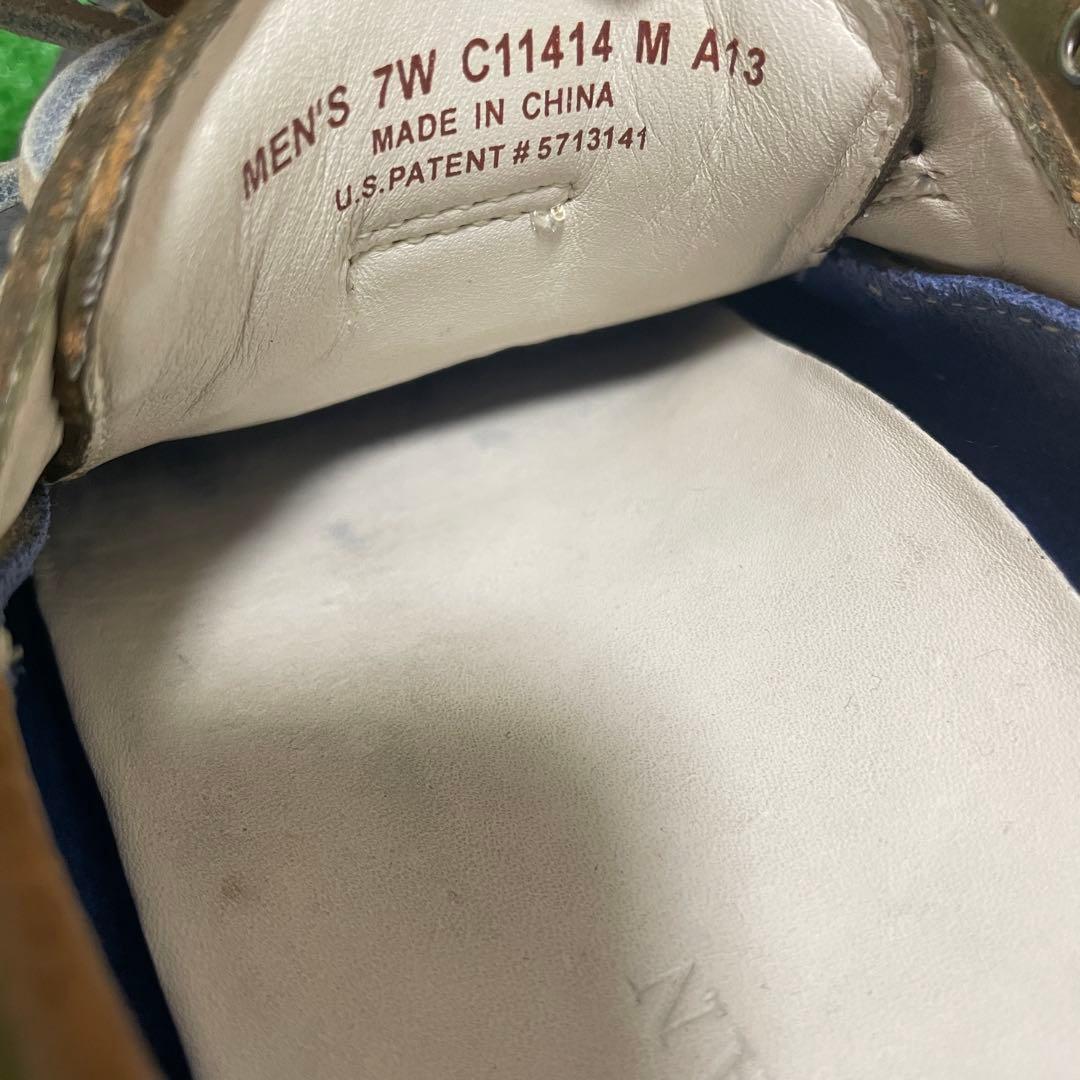 MEN'S 7W C11414 M A13
MADE IN CHINA
U.S.PATENT # 5713141